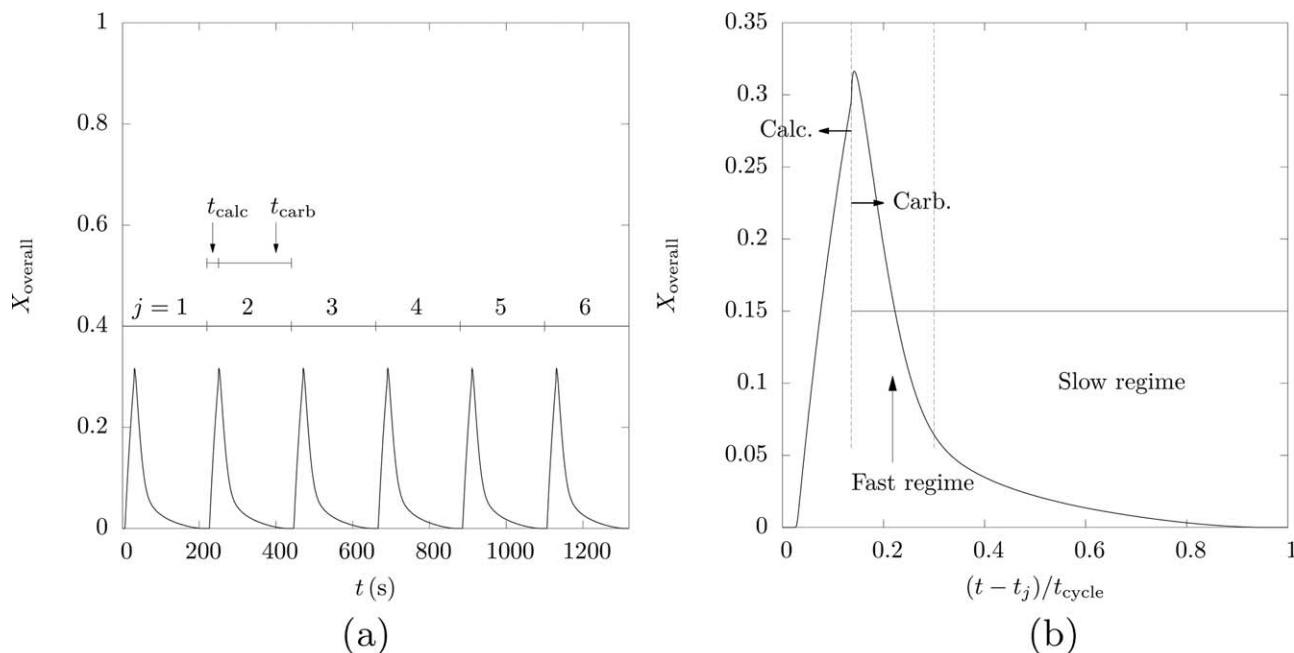 1
0.8
0.6
0.4
0.2
0
X_overall
t_calc
t_carb
j = 1 2 3 4 5 6
0 200 400 600 800 1000 1200
t (s)
(a)
0.35
0.3
0.25
0.2
0.15
0.1
0.05
0
X_overall
Calc.
Carb.
Slow regime
Fast regime
0 0.2 0.4 0.6 0.8 1
(t − t_j)/t_cycle
(b)